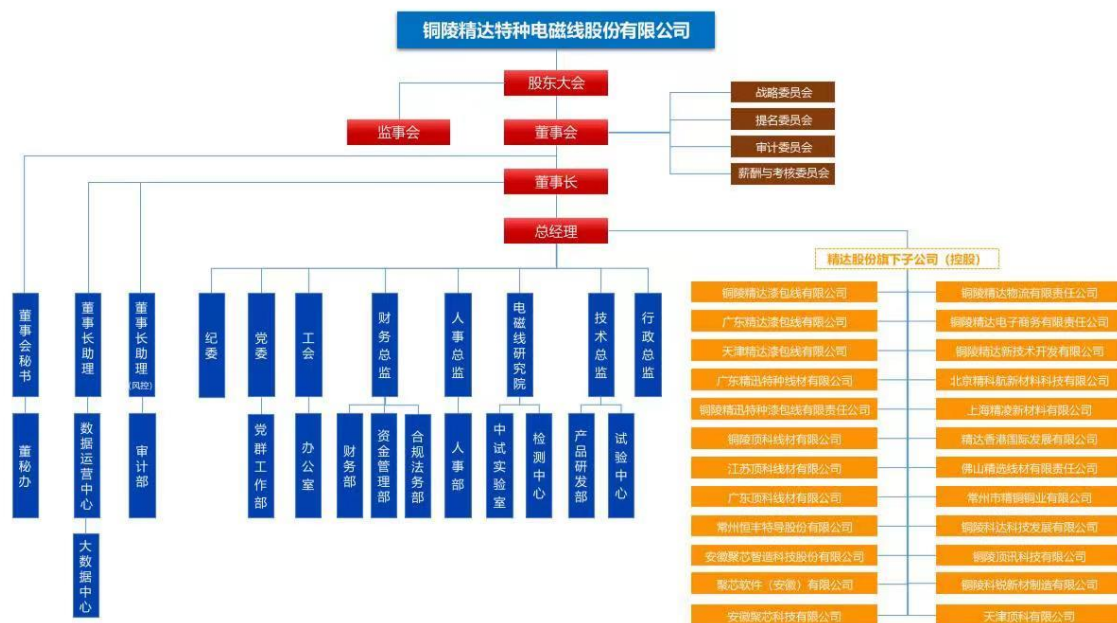 铜陵精达特种电磁线股份有限公司
股东大会
监事会
董事会
战略委员会
提名委员会
审计委员会
薪酬与考核委员会
董事长
总经理
精达股份旗下子公司（控股）
董事会秘书
董事长助理
董事长助理
(风控)
纪委
党委
工会
财务总监
人事总监
电磁线研究院
技术总监
行政总监
董秘办
数据运营中心
审计部
党群工作部
办公室
财务部
资金管理部
合规法务部
人事部
中试实验室
检测中心
产品研发部
试验中心
大数据中心
铜陵精达漆包线有限公司
广东精达漆包线有限公司
天津精达漆包线有限公司
广东精迅特种线材有限公司
铜陵精迅特种漆包线有限责任公司
铜陵顶科线材有限公司
江苏顶科线材有限公司
广东顶科线材有限公司
常州恒丰特导股份有限公司
安徽聚芯智造科技股份有限公司
聚芯软件（安徽）有限公司
安徽聚芯科技有限公司
铜陵精达物流有限责任公司
铜陵精达电子商务有限责任公司
铜陵精达新技术开发有限公司
北京精科航新材料科技有限公司
上海精凌新材料有限公司
精达香港国际发展有限公司
佛山精选线材有限责任公司
常州市精铜铜业有限公司
铜陵科达科技发展有限公司
铜陵顶讯科技有限公司
铜陵科锐新材制造有限公司
天津顶科有限公司